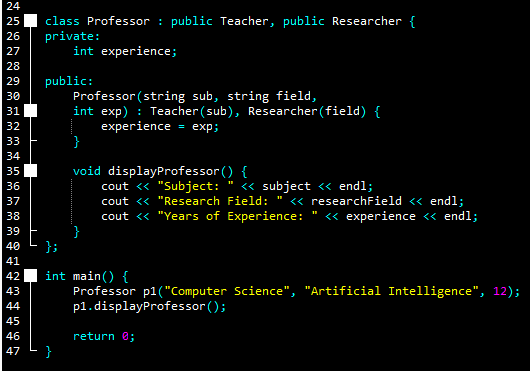 24
25 class Professor : public Teacher, public Researcher {
26 private:
27     int experience;
28
29 public:
30     Professor(string sub, string field,
31     int exp) : Teacher(sub), Researcher(field) {
32         experience = exp;
33     }
34
35     void displayProfessor() {
36         cout << "Subject: " << subject << endl;
37         cout << "Research Field: " << researchField << endl;
38         cout << "Years of Experience: " << experience << endl;
39     }
40 };
41
42 int main() {
43     Professor p1("Computer Science", "Artificial Intelligence", 12);
44     p1.displayProfessor();
45
46     return 0;
47 }